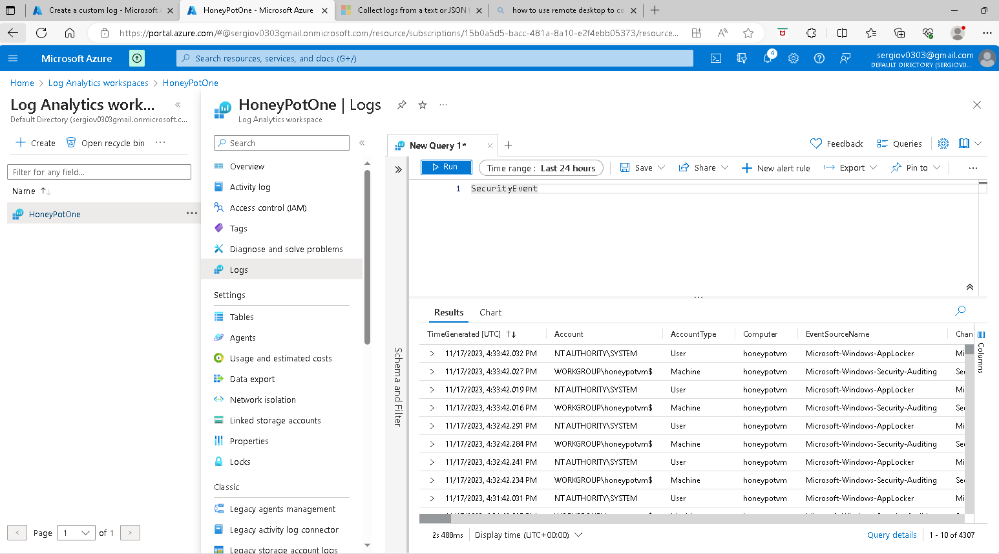 Create a custom log - Microsoft A
HoneyPotOne - Microsoft Azure
Collect logs from a text or JSON f
how to use remote desktop to co
https://portal.azure.com/#@sergiov0303gmail.onmicrosoft.com/resource/subscriptions/15b0a5d5-bacc-481a-8a10-e2f4ebb05373/resource...
Microsoft Azure
Search resources, services, and docs (G+/)
4
sergiov0303@gmail.com
DEFAULT DIRECTORY (SERGIOV0...
Home > Log Analytics workspaces > HoneyPotOne
Log Analytics work...
Default Directory (sergiov0303gmail.onmicrosoft.c...
Create
Open recycle bin
Filter for any field...
Name
HoneyPotOne
Page 1 of 1
HoneyPotOne | Logs
Log Analytics workspace
Search
Overview
Activity log
Access control (IAM)
Tags
Diagnose and solve problems
Logs
Settings
Tables
Agents
Usage and estimated costs
Data export
Network isolation
Linked storage accounts
Properties
Locks
Classic
Legacy agents management
Legacy activity log connector
Legacy storage account logs
New Query 1*
Feedback
Queries
Run
Time range : Last 24 hours
Save
Share
New alert rule
Export
Pin to
1 SecurityEvent
Schema and Filter
Results
Chart
TimeGenerated [UTC] Account AccountType Computer EventSourceName Chan
11/17/2023, 4:33:42.032 PM NT AUTHORITY\SYSTEM User honeypotvm Microsoft-Windows-AppLocker Mi
11/17/2023, 4:33:42.027 PM WORKGROUP\honeypotvm$ Machine honeypotvm Microsoft-Windows-Security-Auditing Se
11/17/2023, 4:33:42.019 PM NT AUTHORITY\SYSTEM User honeypotvm Microsoft-Windows-AppLocker Mi
11/17/2023, 4:33:42.016 PM WORKGROUP\honeypotvm$ Machine honeypotvm Microsoft-Windows-Security-Auditing Se
11/17/2023, 4:32:42.291 PM NT AUTHORITY\SYSTEM User honeypotvm Microsoft-Windows-AppLocker Mi
11/17/2023, 4:32:42.284 PM WORKGROUP\honeypotvm$ Machine honeypotvm Microsoft-Windows-Security-Auditing Se
11/17/2023, 4:32:42.241 PM NT AUTHORITY\SYSTEM User honeypotvm Microsoft-Windows-AppLocker Mi
11/17/2023, 4:32:42.234 PM WORKGROUP\honeypotvm$ Machine honeypotvm Microsoft-Windows-Security-Auditing Se
11/17/2023, 4:31:42.031 PM NT AUTHORITY\SYSTEM User honeypotvm Microsoft-Windows-AppLocker Mi
Columns
2s 488ms
Display time (UTC+00:00)
Query details
1 - 10 of 4307